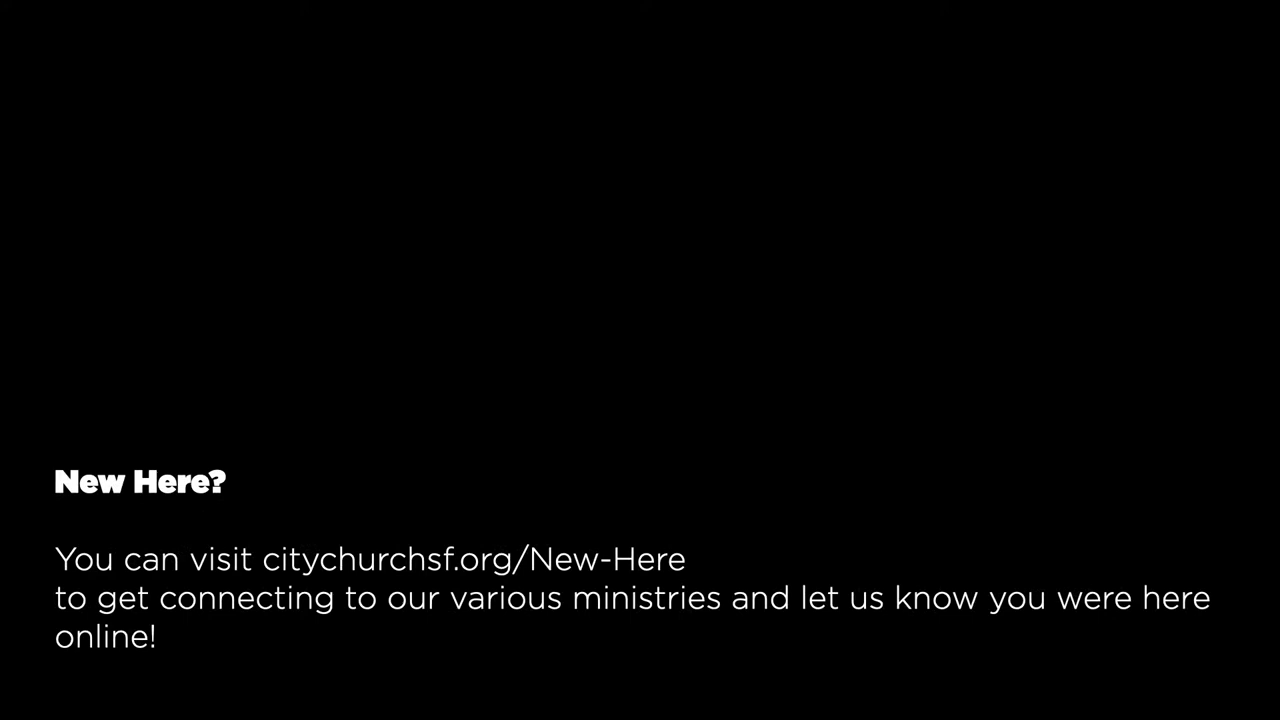 New Here?
You can visit citychurchsf.org/New-Here
to get connecting to our various ministries and let us know you were here
online!